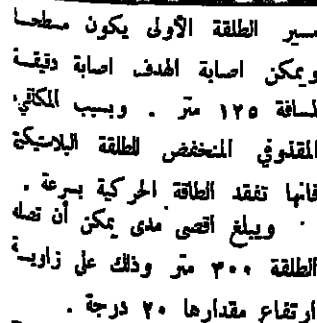 سير الطلقة الأولى يكون مسطحا
ويمكن اصابة الهدف اصابة دقيقة
لمسافة ١٢٥ متر . وبسبب المكافيء
المقذوفي المنخفض للطلقة البلاستيكية
فانها تفقد الطاقة الحركية بسرعة .
ويبلغ اقصى مدى يمكن أن تصله
الطلقة ٣٠٠ متر وذلك على زاوية
ارتفاع مقدارها ٢٠ درجة .